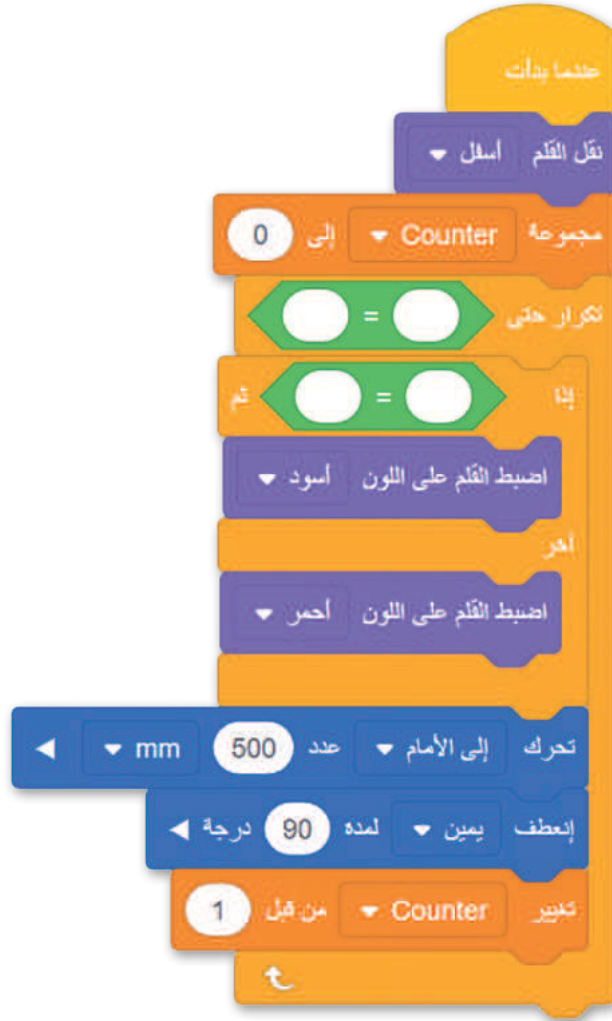 عندما بدأت
نقل القلم أسفل
مجموعة Counter إلى 0
تكرار حتى =
إذا = ثم
اضبط القلم على اللون أسود
آخر
اضبط القلم على اللون أحمر
تحرك إلى الأمام عدد 500 mm
إنعطف يمين لمدة 90 درجة
تغيير Counter من قبل 1